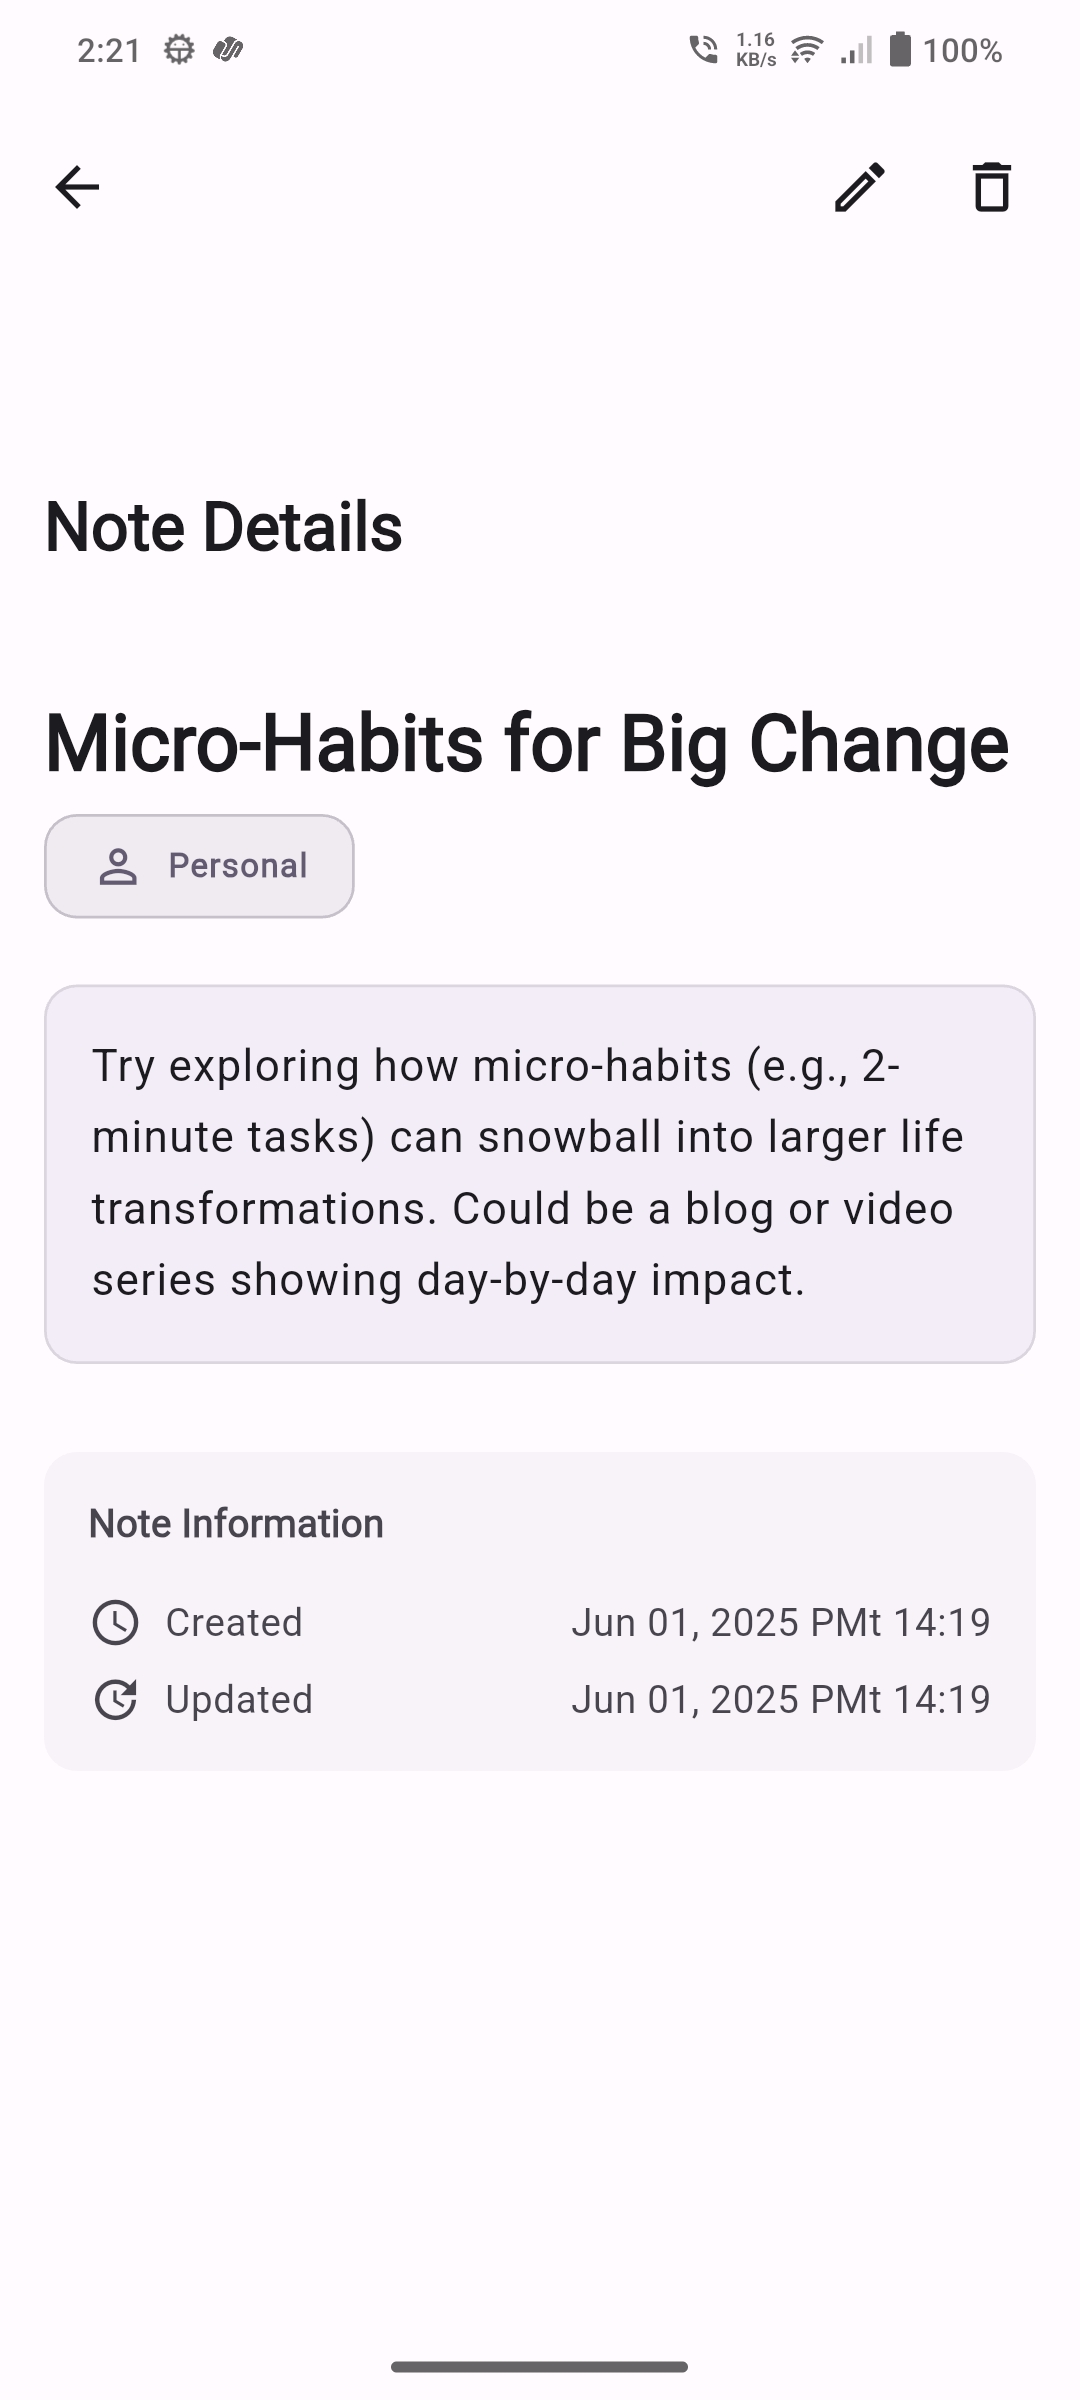 2:21
1.16
KB/s
100%
Note Details
Micro-Habits for Big Change
Personal
Try exploring how micro-habits (e.g., 2-
minute tasks) can snowball into larger life
transformations. Could be a blog or video
series showing day-by-day impact.
Note Information
Created Jun 01, 2025 PMt 14:19
Updated Jun 01, 2025 PMt 14:19